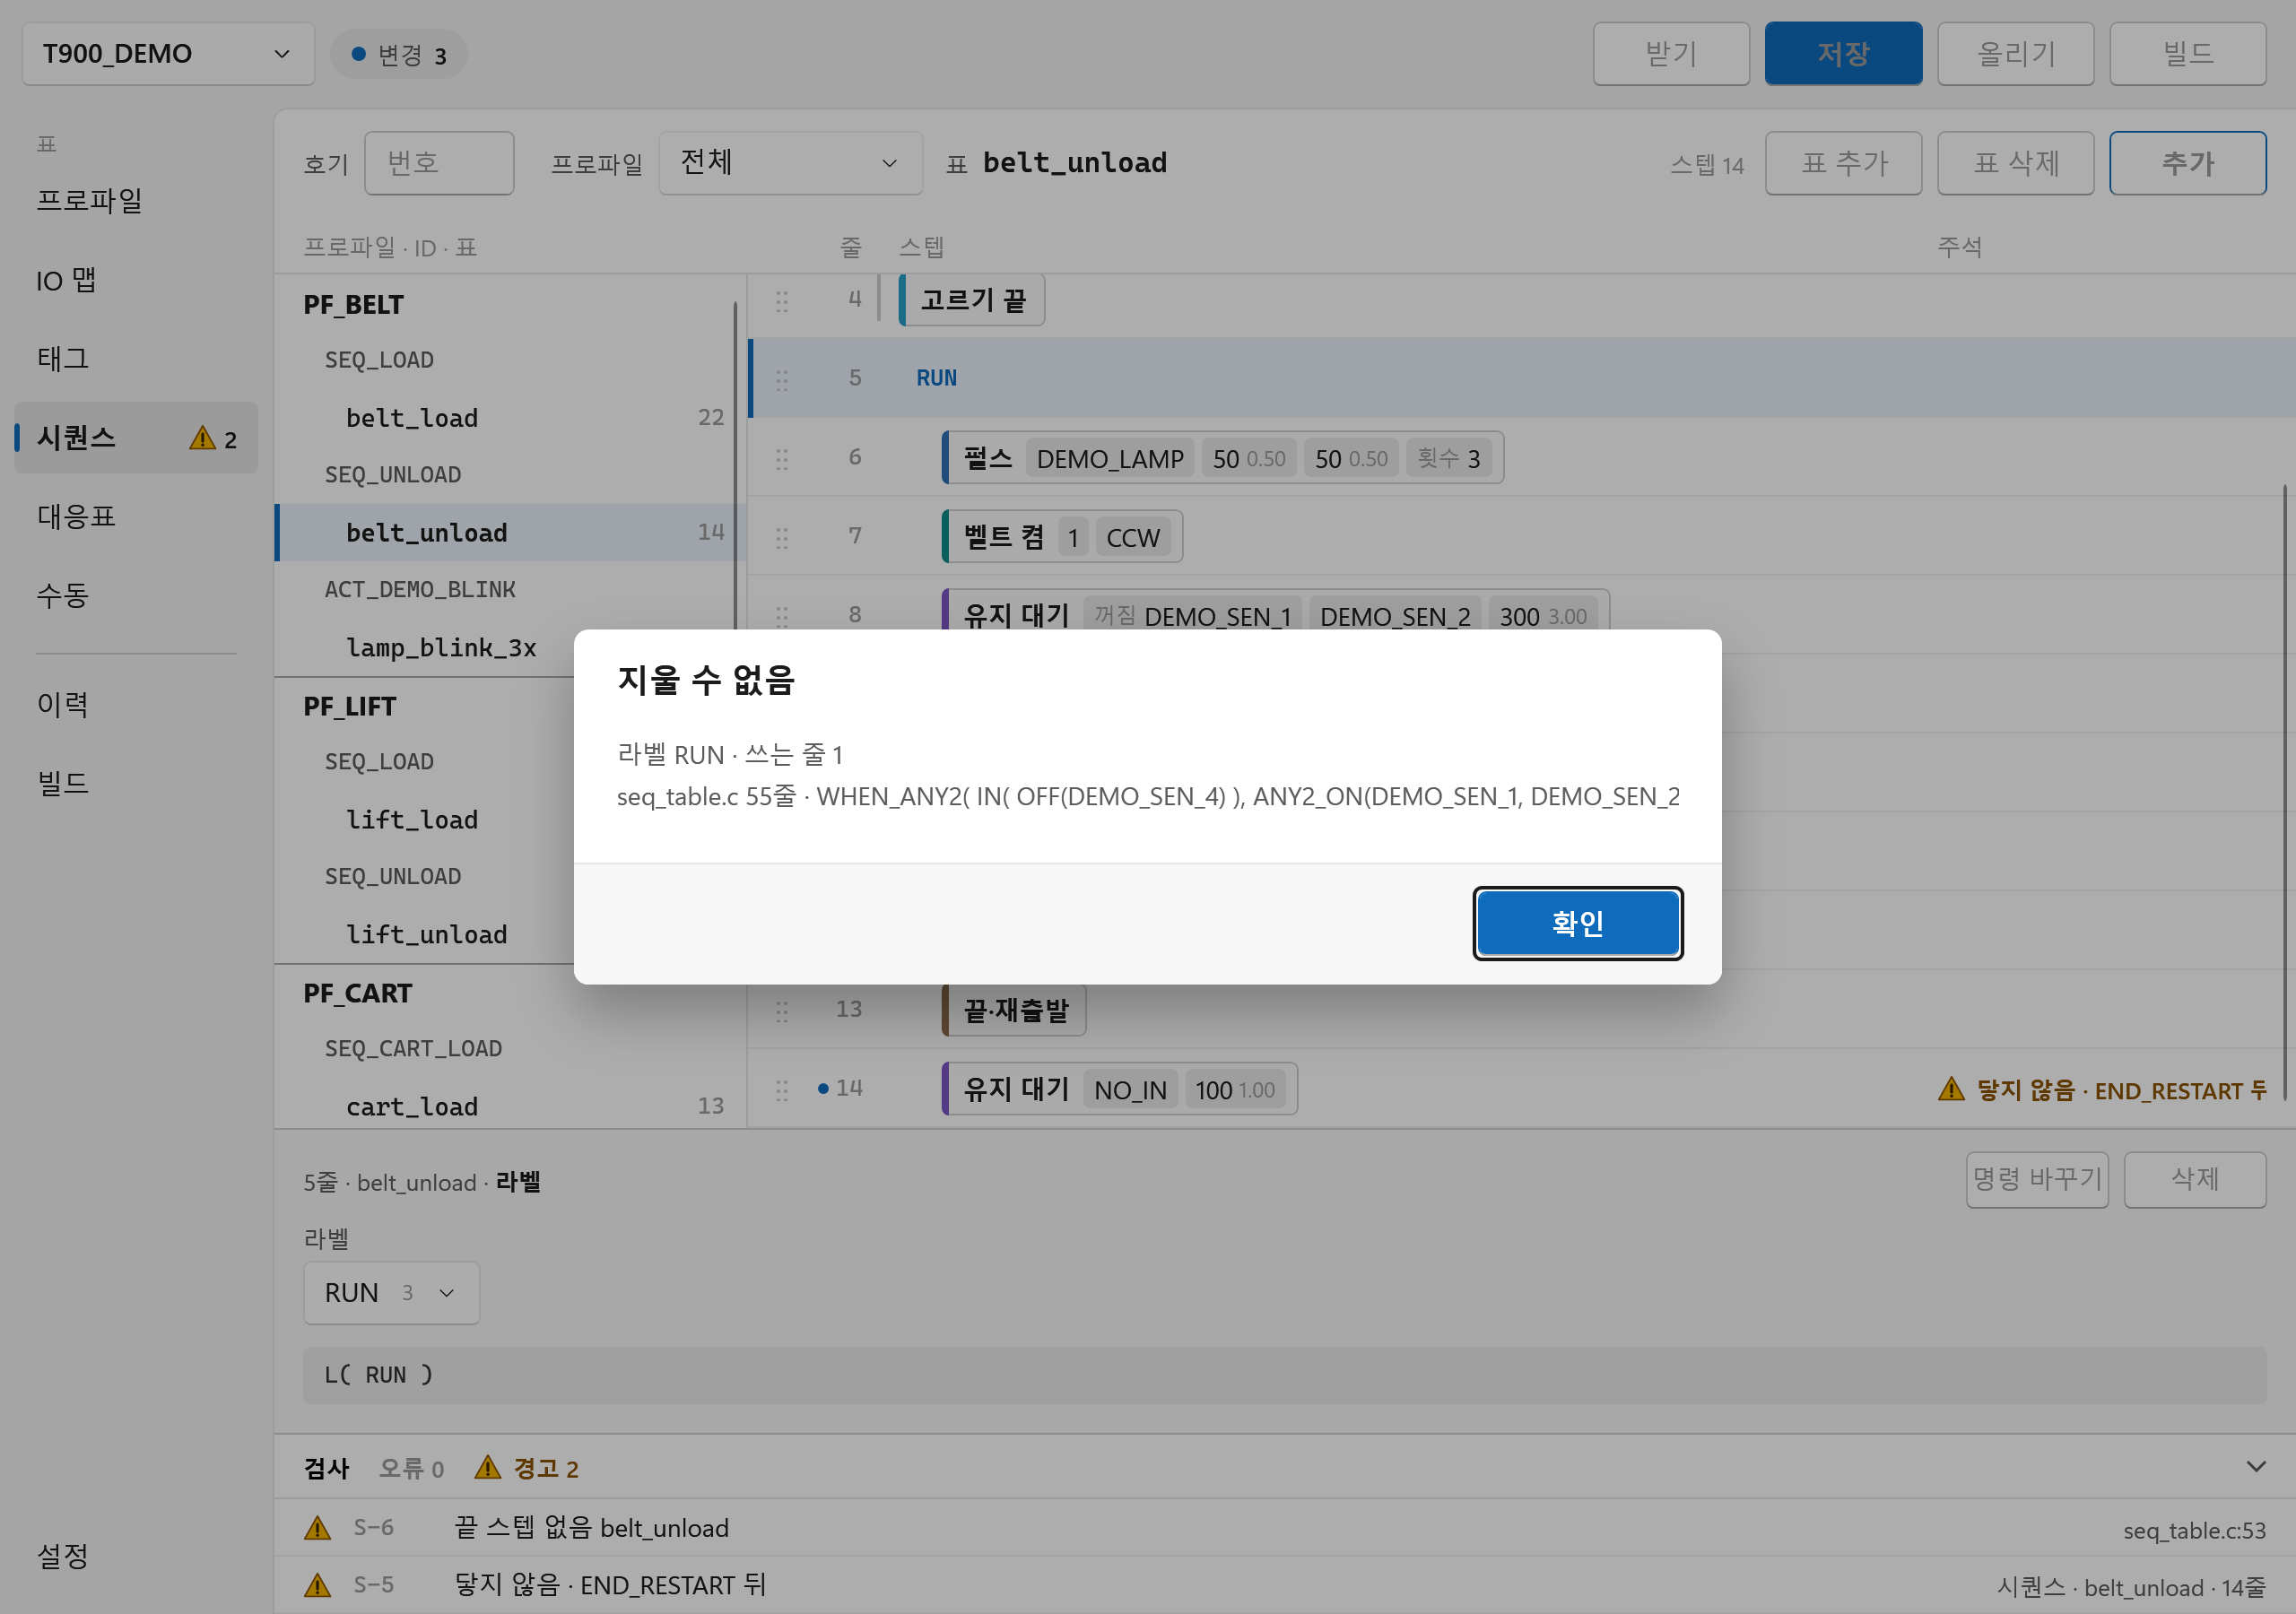 T900_DEMO
변경 3
받기
저장
올리기
빌드
표
프로파일
IO 맵
태그
시퀀스 2
대응표
수동
이력
빌드
설정
호기 번호
프로파일 전체
표 belt_unload
스텝 14
표 추가
표 삭제
추가
프로파일 · ID · 표
줄 스텝
주석
PF_BELT
SEQ_LOAD
belt_load 22
SEQ_UNLOAD
belt_unload 14
ACT_DEMO_BLINK
lamp_blink_3x
PF_LIFT
SEQ_LOAD
lift_load
SEQ_UNLOAD
lift_unload
PF_CART
SEQ_CART_LOAD
cart_load 13
4 고르기 끝
5 RUN
6 펄스 DEMO_LAMP 50 0.50 50 0.50 횟수 3
7 벨트 켬 1 CCW
8 유지 대기 꺼짐 DEMO_SEN_1 DEMO_SEN_2 300 3.00
지울 수 없음
라벨 RUN · 쓰는 줄 1
seq_table.c 55줄 · WHEN_ANY2( IN( OFF(DEMO_SEN_4) ), ANY2_ON(DEMO_SEN_1, DEMO_SEN_2
확인
13 끝·재출발
14 유지 대기 NO_IN 100 1.00
닿지 않음 · END_RESTART 뒤
5줄 · belt_unload · 라벨
명령 바꾸기
삭제
라벨
RUN 3
L( RUN )
검사 오류 0 경고 2
S-6 끝 스텝 없음 belt_unload seq_table.c:53
S-5 닿지 않음 · END_RESTART 뒤 시퀀스 · belt_unload · 14줄